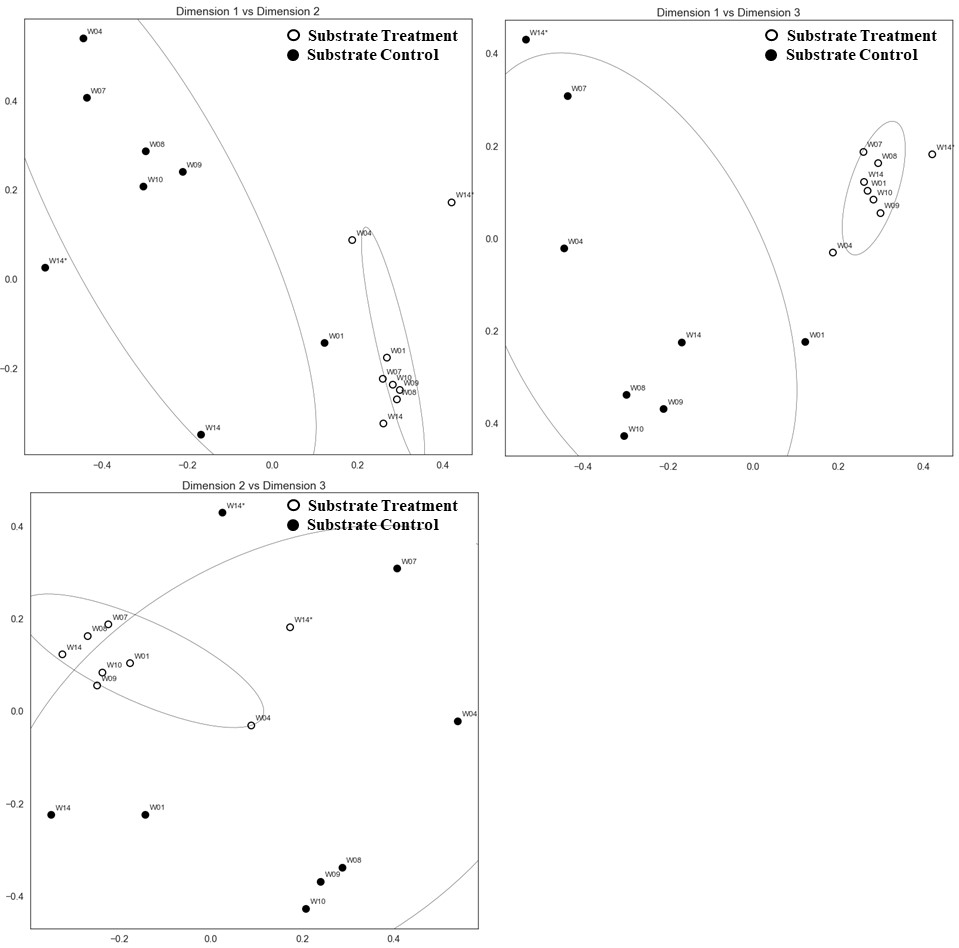 Dimension 1 vs Dimension 2
Substrate Treatment
Substrate Control
W04
W07
W08
W09
W10
W14*
W04
W14*
W01
W01
W07
W10
W09
W08
W14
W14
0.4
0.2
0.0
−0.2
−0.4
−0.2
0.0
0.2
0.4
Dimension 1 vs Dimension 3
Substrate Treatment
Substrate Control
W14*
W07
W07
W08
W14*
W14
W01
W10
W09
W04
W04
W14
W01
W08
W09
W10
0.4
0.2
0.0
0.2
0.4
−0.4
−0.2
0.0
0.2
0.4
Dimension 2 vs Dimension 3
Substrate Treatment
Substrate Control
W14*
W07
W07
W08
W14*
W14
W01
W10
W09
W04
W04
W14
W01
W08
W09
W10
0.4
0.2
0.0
−0.2
−0.4
−0.2
0.0
0.2
0.4